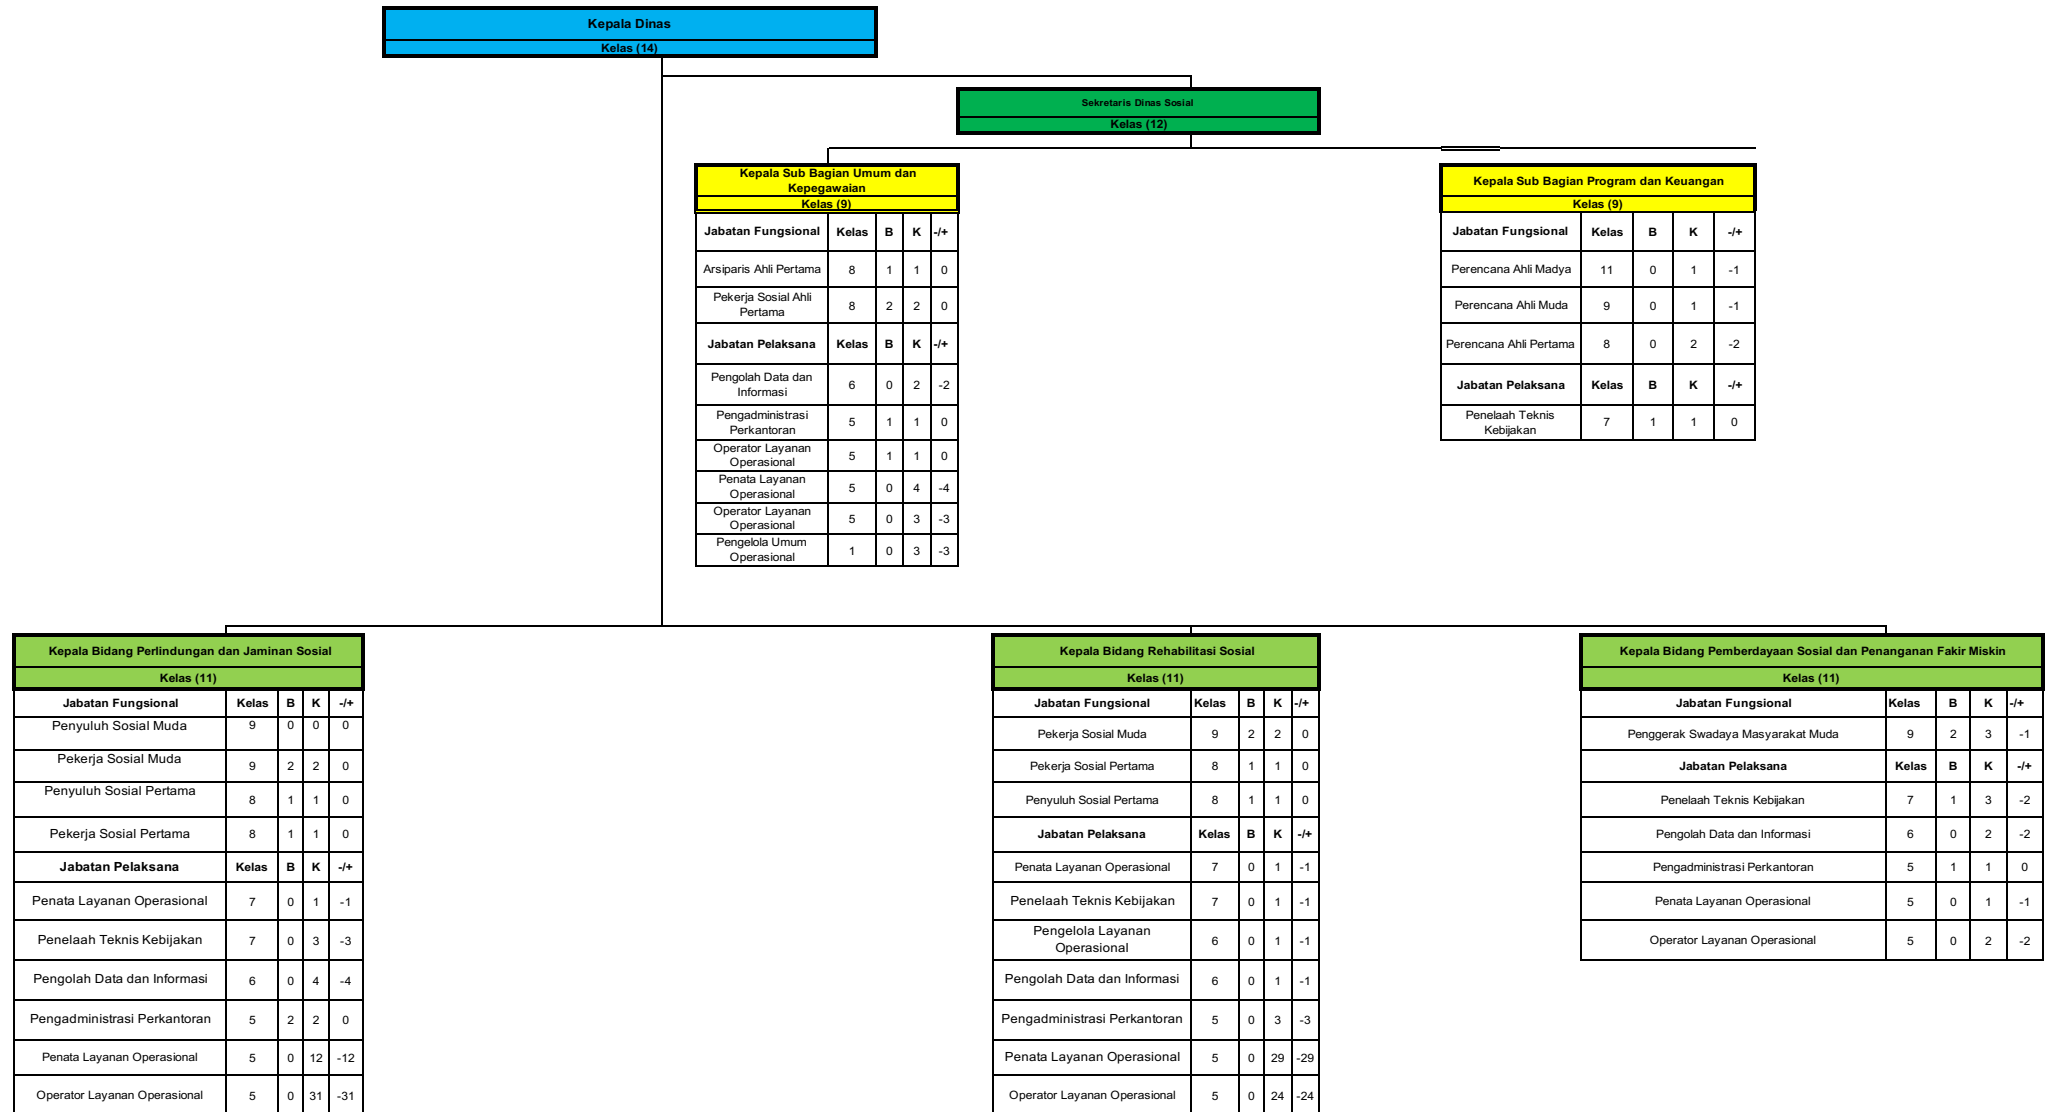 Kepala Dinas
Kelas (14)
Sekretaris Dinas Sosial
Kelas (12)
Kepala Sub Bagian Umum dan
Kepegawaian
Kelas (9)
Jabatan Fungsional Kelas B K -/+
Arsiparis Ahli Pertama 8 1 1 0
Pekerja Sosial Ahli
Pertama 8 2 2 0
Jabatan Pelaksana Kelas B K -/+
Pengolah Data dan
Informasi 6 0 2 -2
Pengadministrasi
Perkantoran 5 1 1 0
Operator Layanan
Operasional 5 1 1 0
Penata Layanan
Operasional 5 0 4 -4
Operator Layanan
Operasional 5 0 3 -3
Pengelola Umum
Operasional 1 0 3 -3
Kepala Sub Bagian Program dan Keuangan
Kelas (9)
Jabatan Fungsional Kelas B K -/+
Perencana Ahli Madya 11 0 1 -1
Perencana Ahli Muda 9 0 1 -1
Perencana Ahli Pertama 8 0 2 -2
Jabatan Pelaksana Kelas B K -/+
Penelaah Teknis
Kebijakan 7 1 1 0
Kepala Bidang Perlindungan dan Jaminan Sosial
Kelas (11)
Jabatan Fungsional Kelas B K -/+
Penyuluh Sosial Muda 9 0 0 0
Pekerja Sosial Muda 9 2 2 0
Penyuluh Sosial Pertama 8 1 1 0
Pekerja Sosial Pertama 8 1 1 0
Jabatan Pelaksana Kelas B K -/+
Penata Layanan Operasional 7 0 1 -1
Penelaah Teknis Kebijakan 7 0 3 -3
Pengolah Data dan Informasi 6 0 4 -4
Pengadministrasi Perkantoran 5 2 2 0
Penata Layanan Operasional 5 0 12 -12
Operator Layanan Operasional 5 0 31 -31
Kepala Bidang Rehabilitasi Sosial
Kelas (11)
Jabatan Fungsional Kelas B K -/+
Pekerja Sosial Muda 9 2 2 0
Pekerja Sosial Pertama 8 1 1 0
Penyuluh Sosial Pertama 8 1 1 0
Jabatan Pelaksana Kelas B K -/+
Penata Layanan Operasional 7 0 1 -1
Penelaah Teknis Kebijakan 7 0 1 -1
Pengelola Layanan
Operasional 6 0 1 -1
Pengolah Data dan Informasi 6 0 1 -1
Pengadministrasi Perkantoran 5 0 3 -3
Penata Layanan Operasional 5 0 29 -29
Operator Layanan Operasional 5 0 24 -24
Kepala Bidang Pemberdayaan Sosial dan Penanganan Fakir Miskin
Kelas (11)
Jabatan Fungsional Kelas B K -/+
Penggerak Swadaya Masyarakat Muda 9 2 3 -1
Jabatan Pelaksana Kelas B K -/+
Penelaah Teknis Kebijakan 7 1 3 -2
Pengolah Data dan Informasi 6 0 2 -2
Pengadministrasi Perkantoran 5 1 1 0
Penata Layanan Operasional 5 0 1 -1
Operator Layanan Operasional 5 0 2 -2